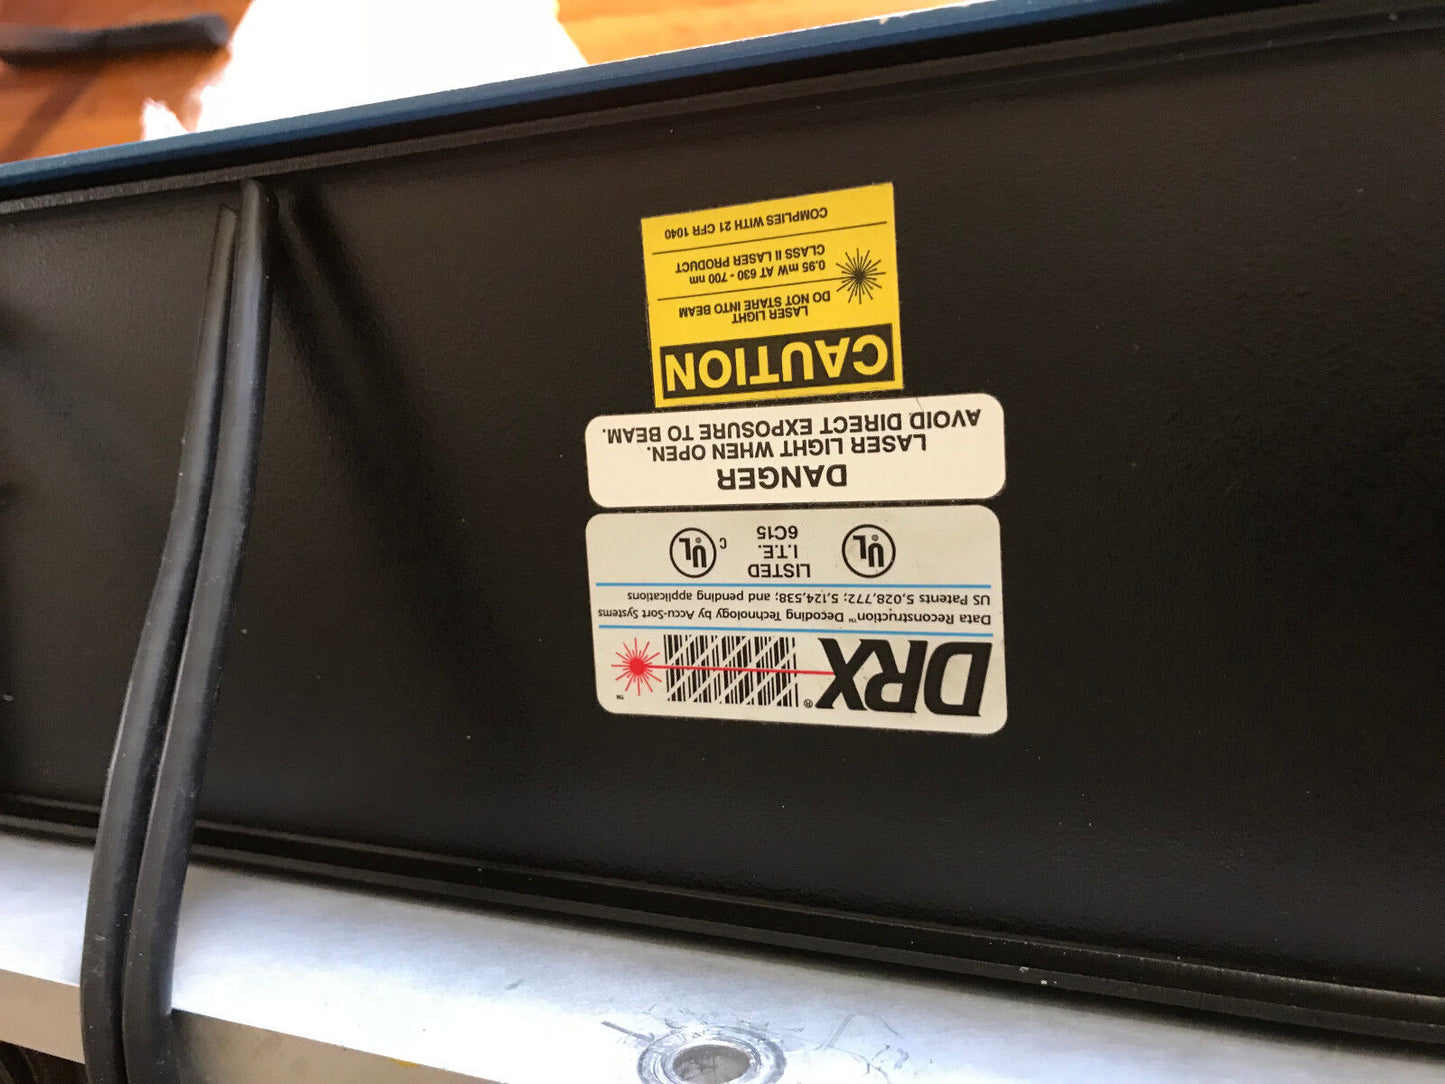 DRX®
™
Data Reconstruction™ Decoding Technology by Accu-Sort Systems
US Patents 5,028,772; 5,124,538; and pending applications
UL
LISTED
I.T.E.
6C15
C UL
DANGER
LASER LIGHT WHEN OPEN.
AVOID DIRECT EXPOSURE TO BEAM.
CAUTION
LASER LIGHT
DO NOT STARE INTO BEAM
0.95 mW AT 630 - 700 nm
CLASS II LASER PRODUCT
COMPLIES WITH 21 CFR 1040